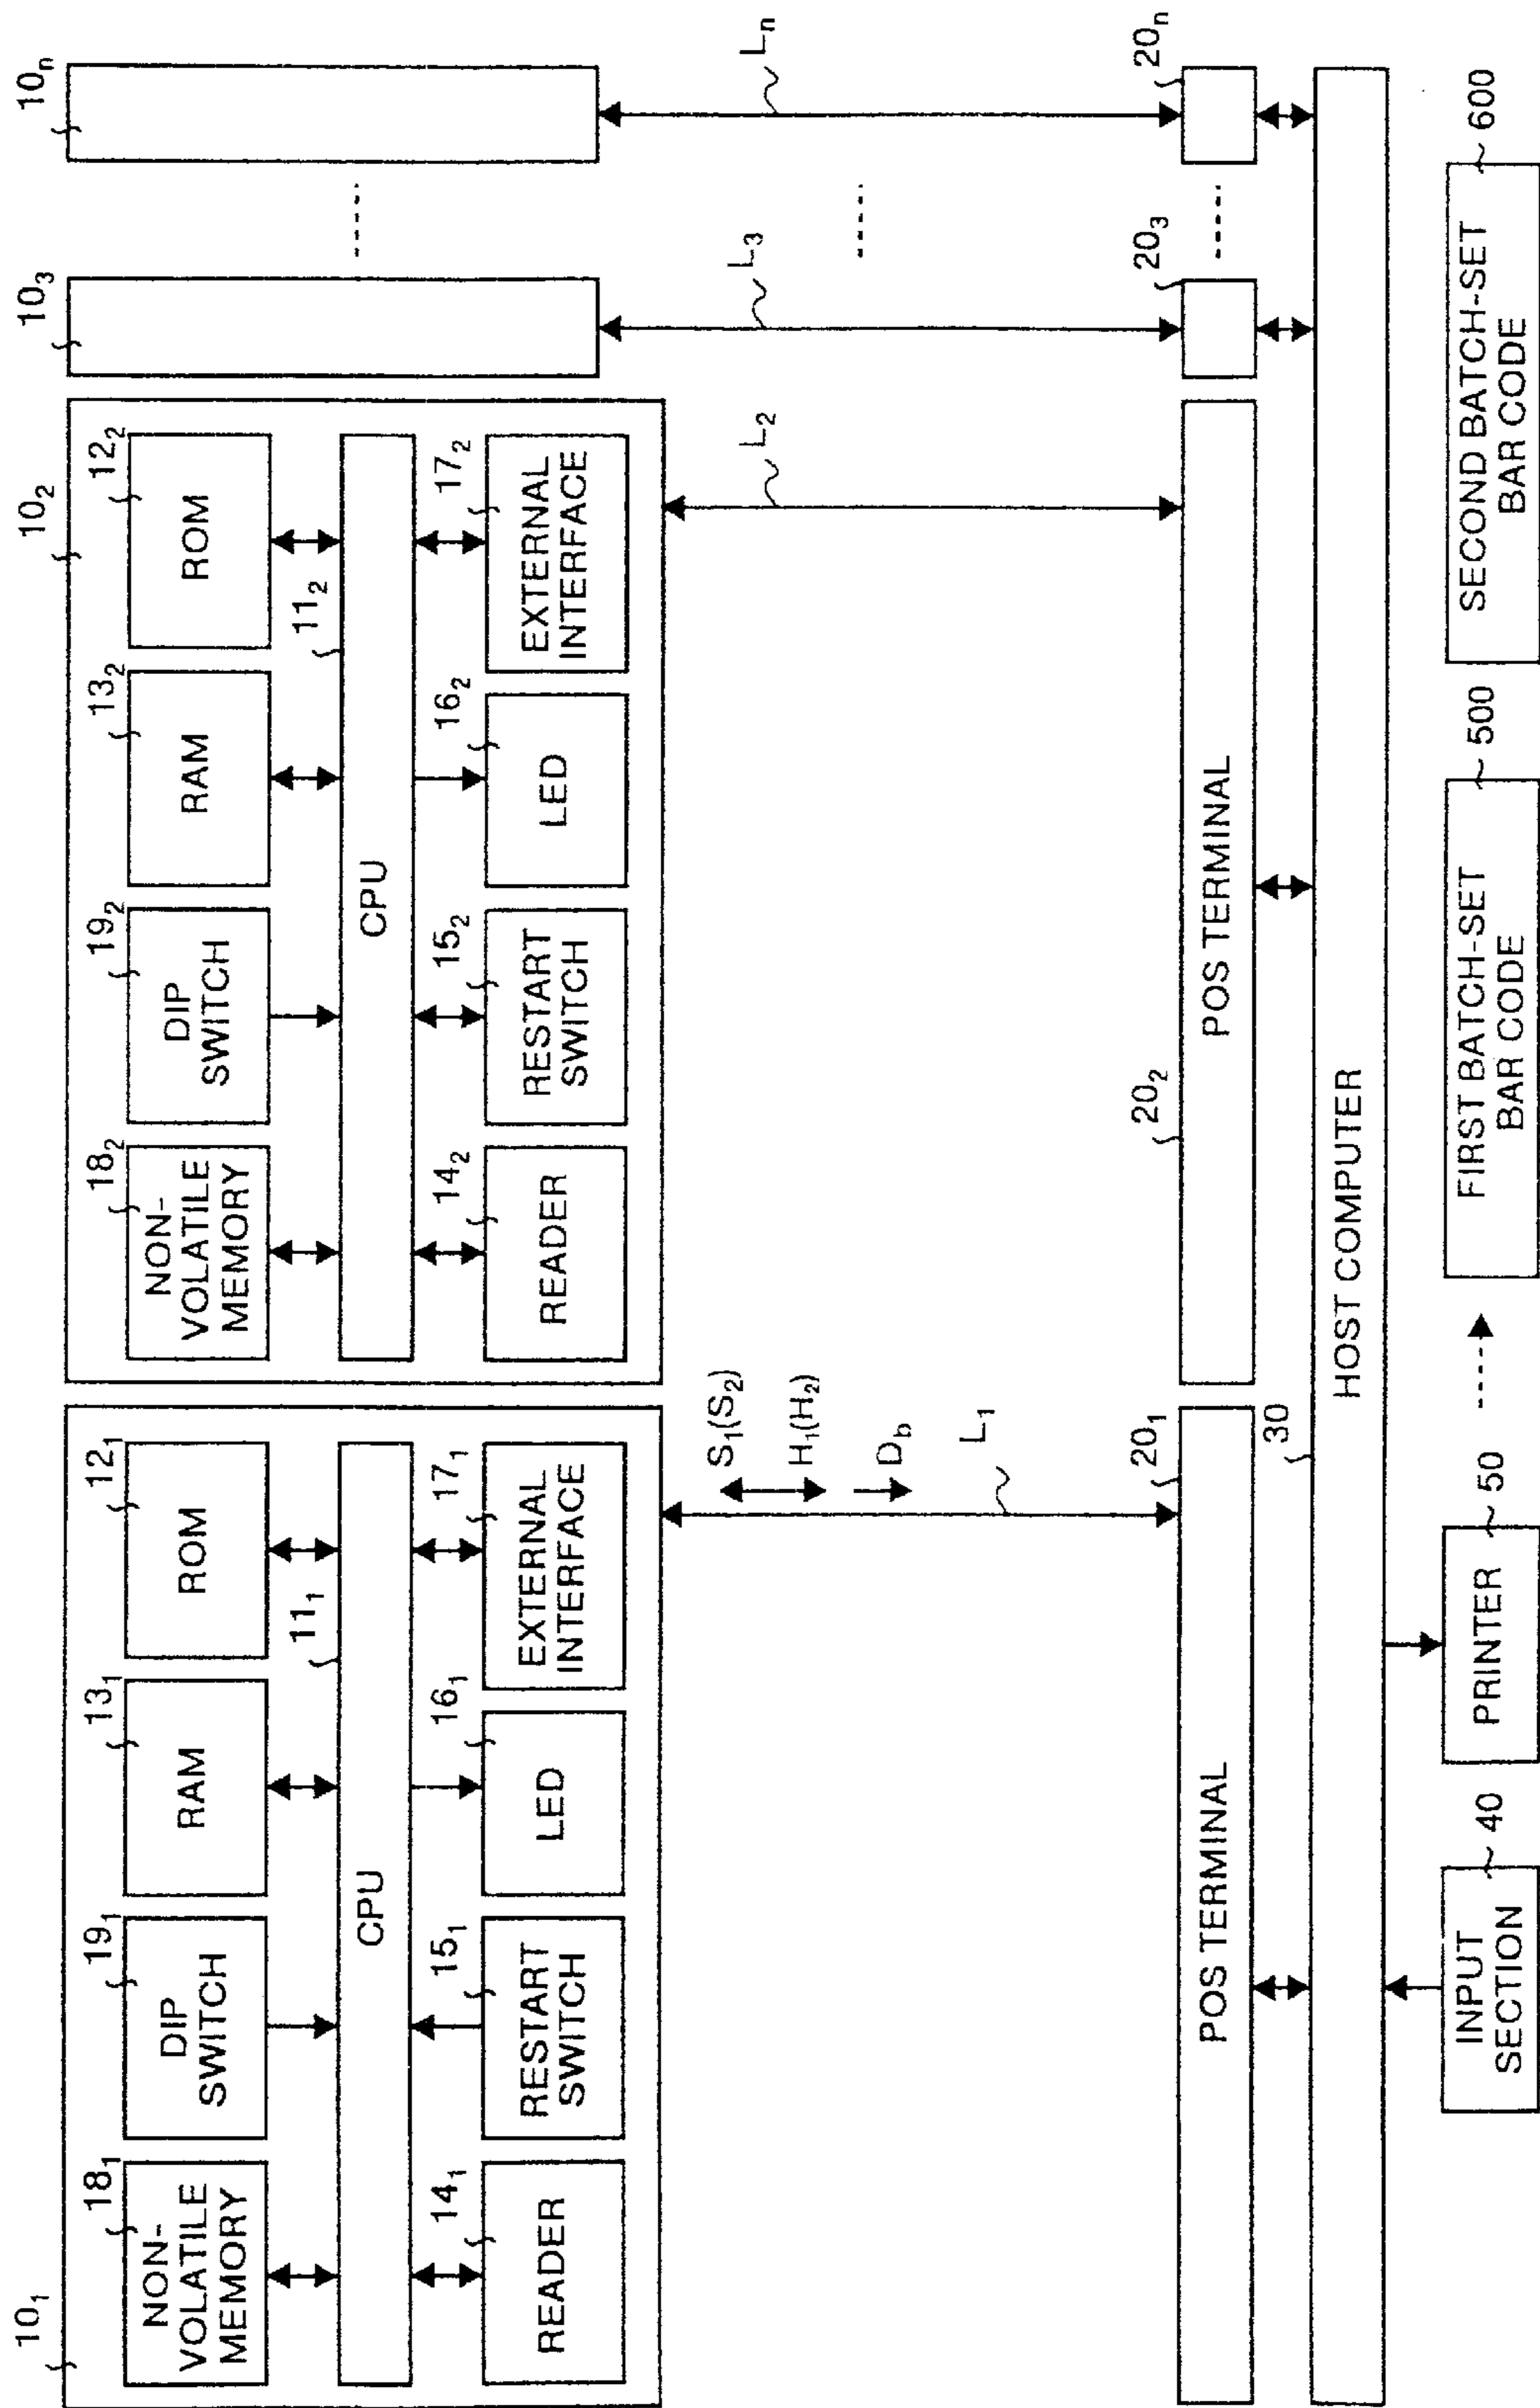 10₁
10₂
10₃
10ₙ
18₁
19₁
13₁
12₁
18₂
19₂
13₂
12₂
NON-
VOLATILE
MEMORY
DIP
SWITCH
RAM
ROM
NON-
VOLATILE
MEMORY
DIP
SWITCH
RAM
ROM
11₁
11₂
CPU
CPU
14₁
15₁
16₁
17₁
14₂
15₂
16₂
17₂
READER
RESTART
SWITCH
LED
EXTERNAL
INTERFACE
READER
RESTART
SWITCH
LED
EXTERNAL
INTERFACE
S₁(S₂)
H₁(H₂)
D_b
L₁
L₂
L₃
Lₙ
20₁
20₂
20₃
20ₙ
POS TERMINAL
POS TERMINAL
30
HOST COMPUTER
INPUT
SECTION
40
PRINTER
50
FIRST BATCH-SET
BAR CODE
500
SECOND BATCH-SET
BAR CODE
600